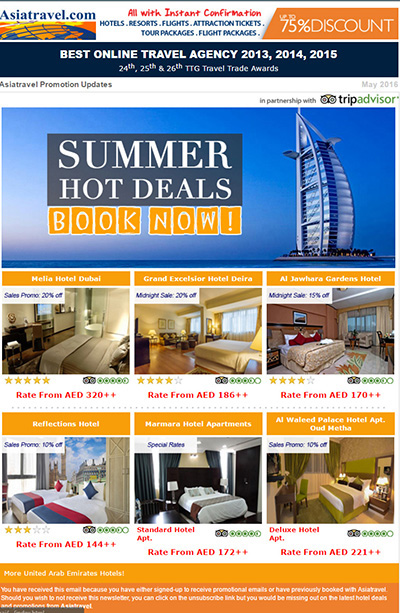 Asiatravel.com
All with Instant Confirmation
HOTELS . RESORTS . FLIGHTS . ATTRACTION TICKETS .
TOUR PACKAGES . FLIGHT PACKAGES.
UP TO
75% DISCOUNT
BEST ONLINE TRAVEL AGENCY 2013, 2014, 2015
24th, 25th & 26th TTG Travel Trade Awards
Asiatravel Promotion Updates
May 2016
in partnership with tripadvisor
SUMMER
HOT DEALS
BOOK NOW!
Melia Hotel Dubai
Grand Excelsior Hotel Deira
Al Jawhara Gardens Hotel
Sales Promo: 20% off
Midnight Sale: 20% off
Midnight Sale: 15% off
Rate From AED 320++
Rate From AED 186++
Rate From AED 170++
Reflections Hotel
Marmara Hotel Apartments
Al Waleed Palace Hotel Apt.
Oud Metha
Sales Promo: 20% off
Special Rates
Sales Promo: 10% off
Standard Hotel
Apt.
Deluxe Hotel
Apt.
Rate From AED 144++
Rate From AED 172++
Rate From AED 221++
More United Arab Emirates Hotels!
You have received this email because you have either signed-up to receive promotional emails or have previously booked with Asiatravel.
Should you wish to not receive this newsletter, you can click on the unsubscribe link but you would be missing out on the latest hotel deals
and promotions from Asiatravel